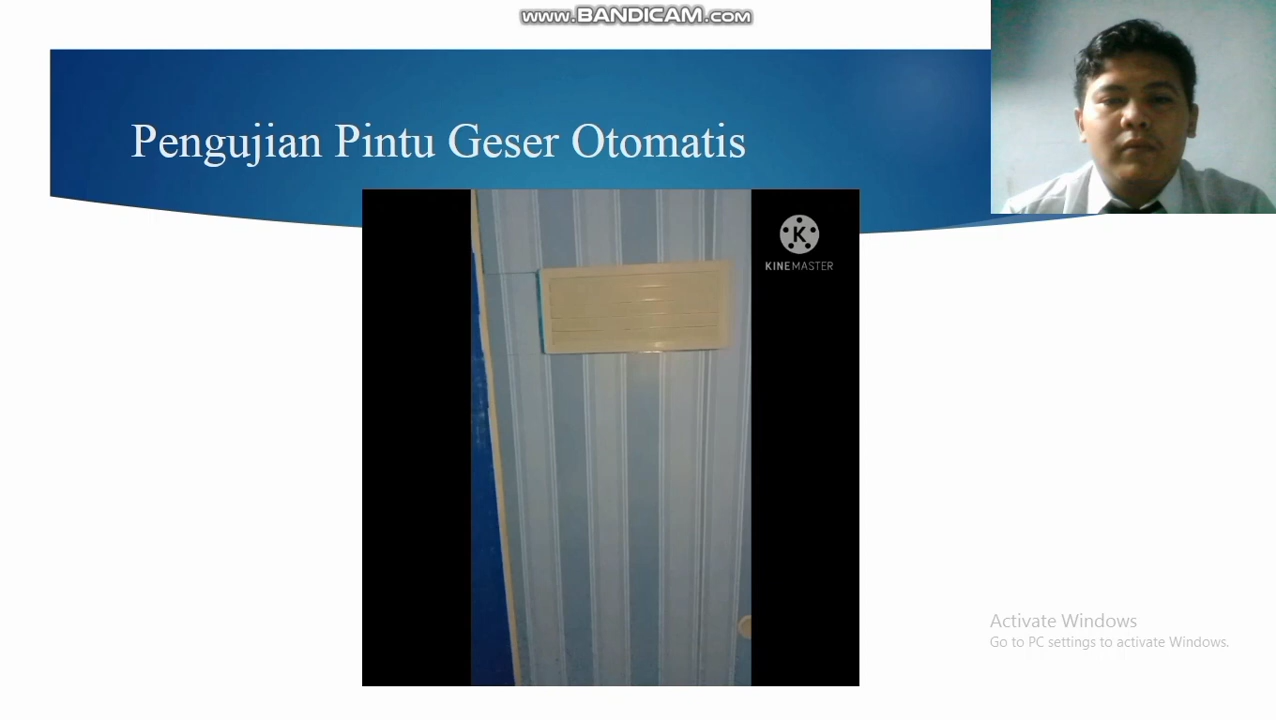 www.BANDICAM.com
Pengujian Pintu Geser Otomatis
K
KINEMASTER
Activate Windows
Go to PC settings to activate Windows.